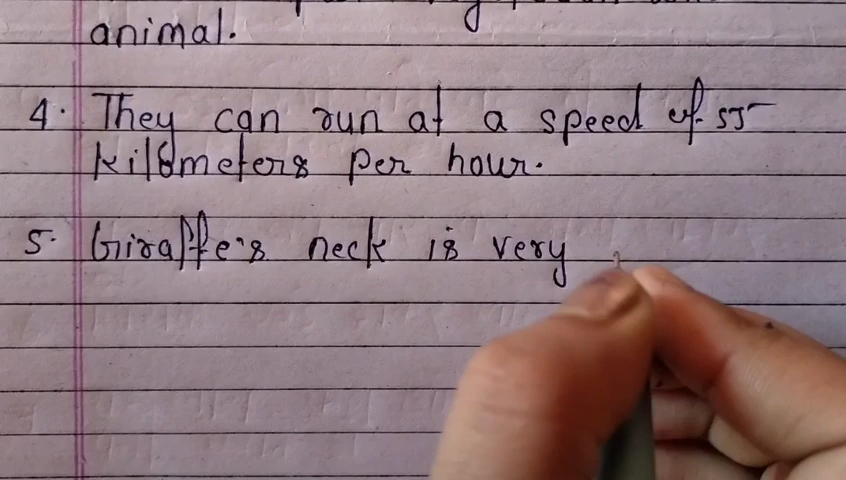 animal.
4. They can run at a speed of 55
kilometers per hour.
5. Giraffe's neck is very